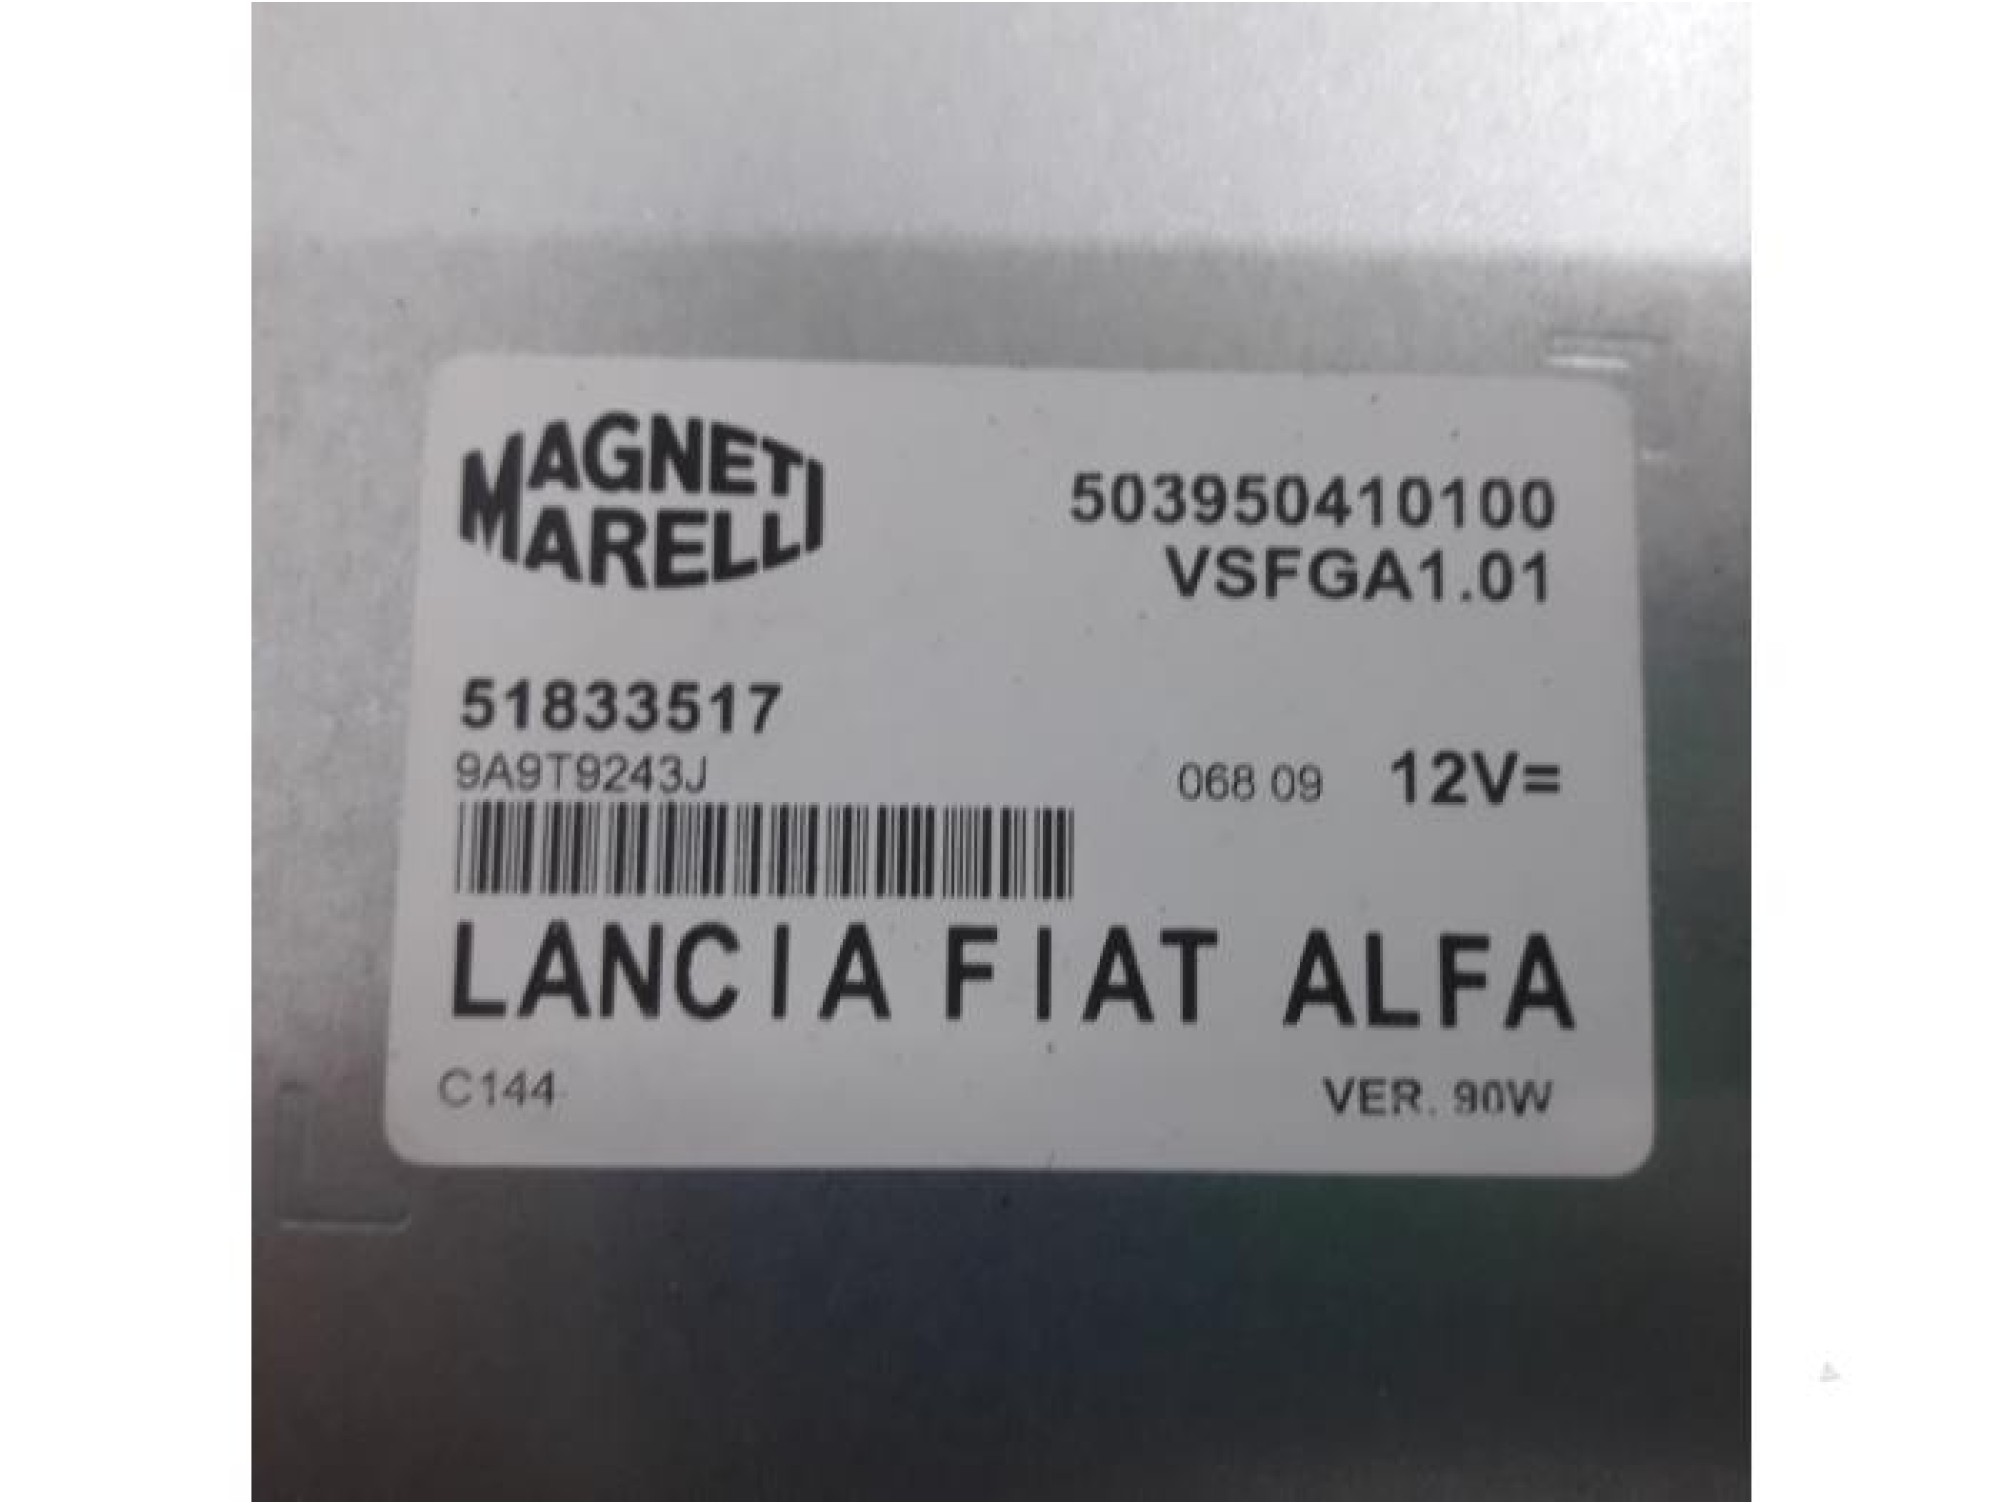 MAGNETI
MARELLI
503950410100
VSFGA1.01
51833517
9A9T9243J
068 09 12V=
LANCIA FIAT ALFA
C144
VER. 90W